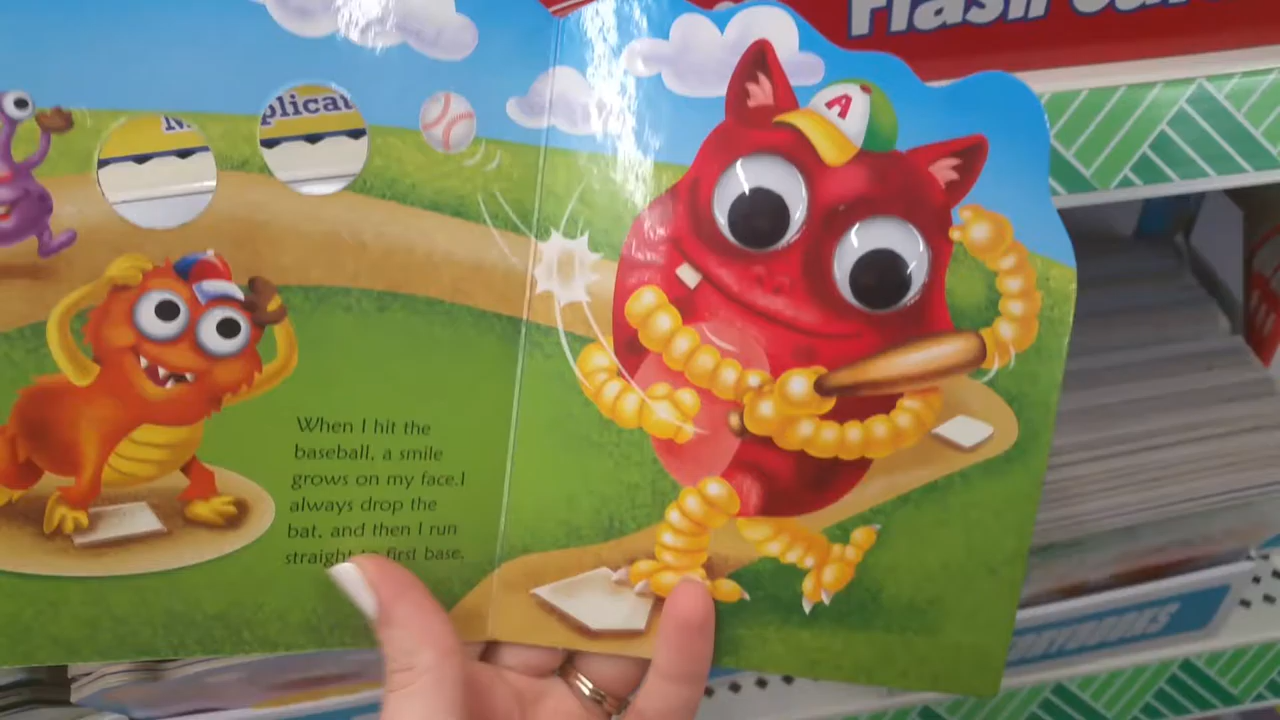 Flash
plicat
A
When I hit the
baseball, a smile
grows on my face.I
always drop the
bat, and then I run
straight to first base.